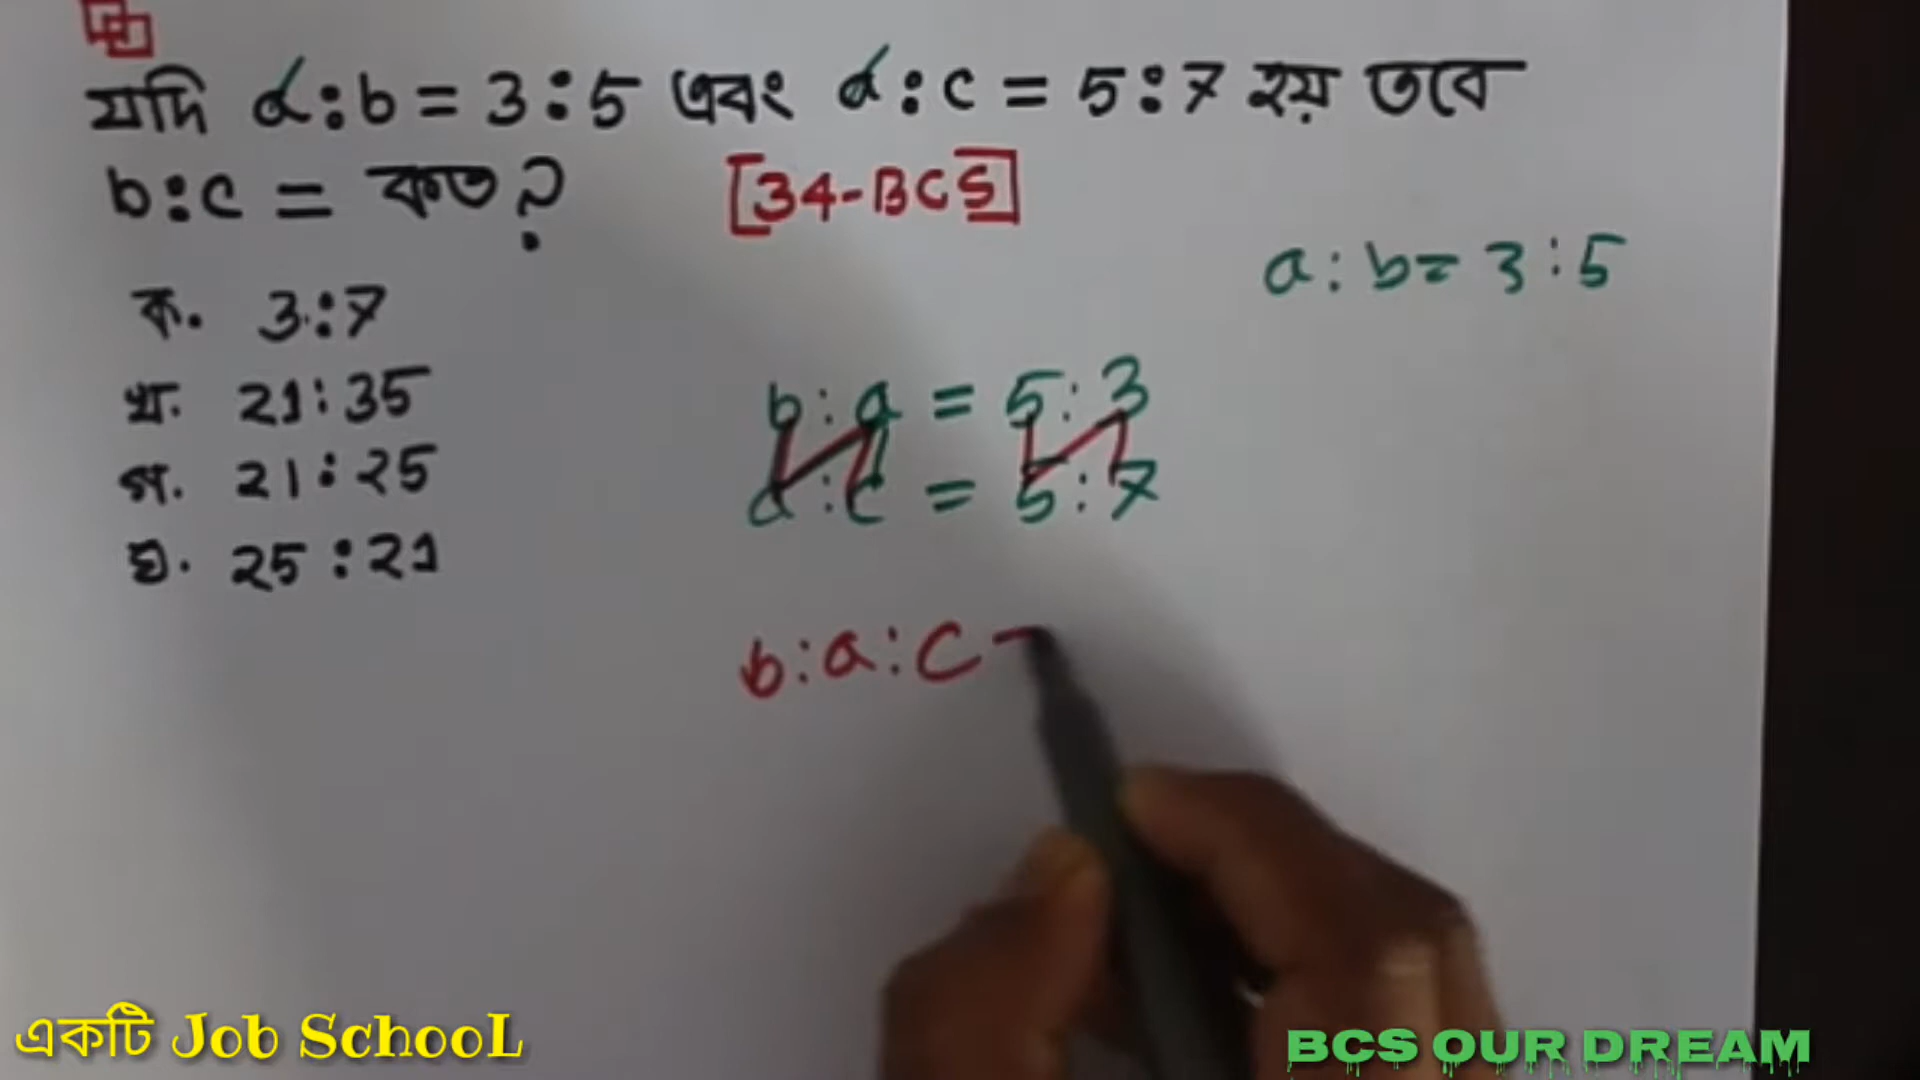 যদি a:b = 3:5 এবং a:c = 5:7 হয় তবে
b:c = কত?
[34-BCS]
a:b= 3:5
ক. 3:7
খ. 21:35
গ. 21:25
ঘ. 25:21
b:a = 5:3
a:c = 5:7
b:a:c
একটি Job SchooL
BCS OUR DREAM